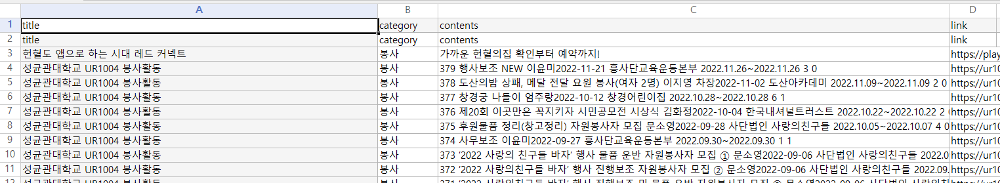 A B C D
1 title category contents link
2 title category contents link
3 헌혈도 앱으로 하는 시대 레드 커넥트 봉사 가까운 헌혈의집 확인부터 예약까지! https://play
4 성균관대학교 UR1004 봉사활동 봉사 379 행사보조 NEW 이윤미2022-11-21 흥사단교육운동본부 2022.11.26~2022.11.26 3 0 https://ur10
5 성균관대학교 UR1004 봉사활동 봉사 378 도산의밤 상패, 메달 전달 요원 봉사(여자 2명) 이지영 차장2022-11-02 도산아카데미 2022.11.09~2022.11.09 2 0 https://ur10
6 성균관대학교 UR1004 봉사활동 봉사 377 창경궁 나들이 엄주랑2022-10-12 창경어린이집 2022.10.28~2022.10.28 6 1 https://ur10
7 성균관대학교 UR1004 봉사활동 봉사 376 제20회 이곳만은 꼭지키자 시민공모전 시상식 김화정2022-10-04 한국내셔널트러스트 2022.10.22~2022.10.22 2 https://ur10
8 성균관대학교 UR1004 봉사활동 봉사 375 후원물품 정리(창고정리) 자원봉사자 모집 문소영2022-09-28 사단법인 사랑의친구들 2022.10.05~2022.10.07 4 0 https://ur10
9 성균관대학교 UR1004 봉사활동 봉사 374 사무보조 이윤미2022-09-27 흥사단교육운동본부 2022.09.30~2022.09.30 1 1 https://ur10
10 성균관대학교 UR1004 봉사활동 봉사 373 '2022 사랑의 친구들 바자' 행사 물품 운반 자원봉사자 모집 ① 문소영2022-09-06 사단법인 사랑의친구들 2022.0 https://ur10
11 성균관대학교 UR1004 봉사활동 봉사 372 '2022 사랑의 친구들 바자' 행사 진행보조 자원봉사자 모집 ② 문소영2022-09-06 사단법인 사랑의친구들 2022.09. https://ur10